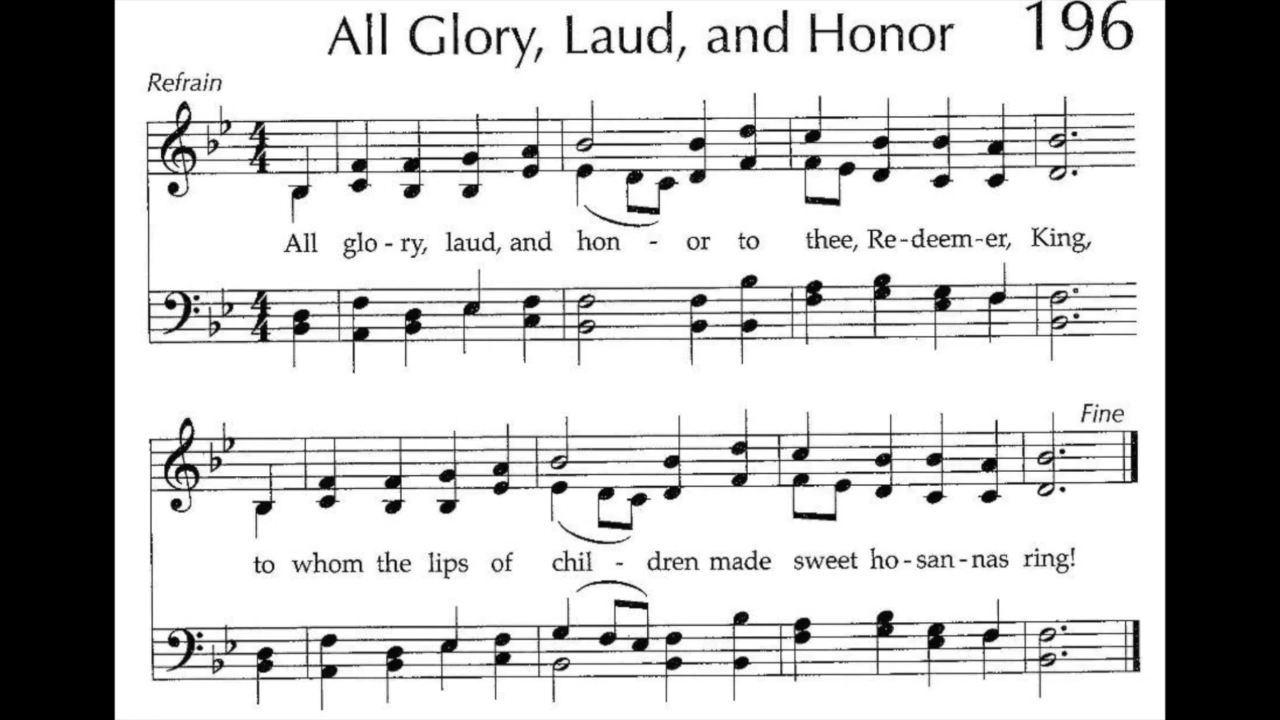 All Glory, Laud, and Honor 196
Refrain
All glo - ry, laud, and hon - or to thee, Re - deem - er, King,
Fine
to whom the lips of chil - dren made sweet ho - san - nas ring!